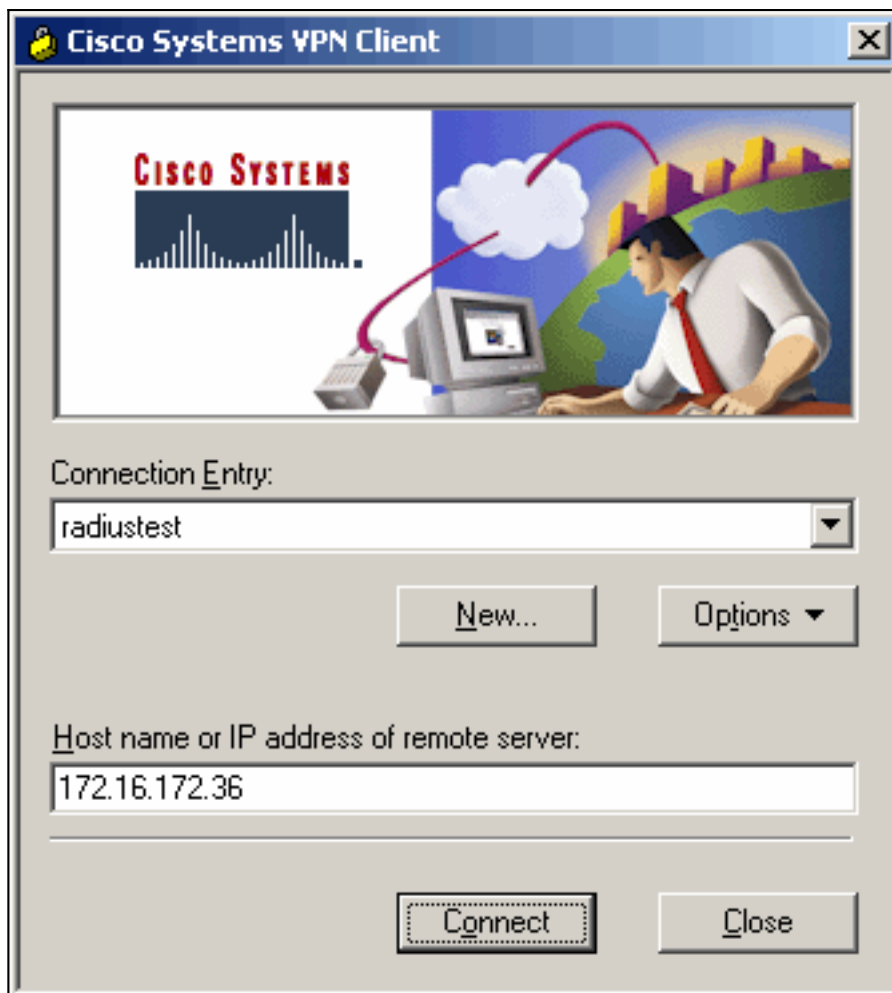 Cisco Systems VPN Client
CISCO SYSTEMS
Connection Entry:
radiustest
New...
Options
Host name or IP address of remote server:
172.16.172.36
Connect
Close